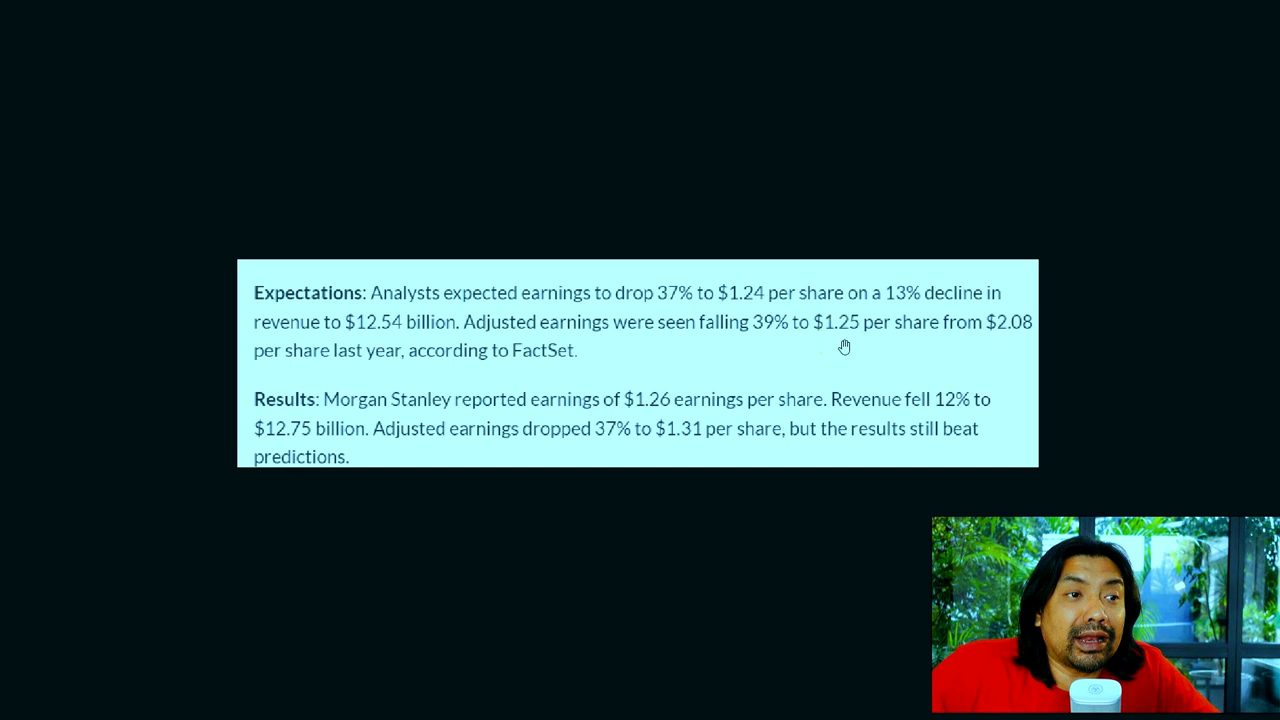 Expectations: Analysts expected earnings to drop 37% to $1.24 per share on a 13% decline in
revenue to $12.54 billion. Adjusted earnings were seen falling 39% to $1.25 per share from $2.08
per share last year, according to FactSet.
Results: Morgan Stanley reported earnings of $1.26 earnings per share. Revenue fell 12% to
$12.75 billion. Adjusted earnings dropped 37% to $1.31 per share, but the results still beat
predictions.